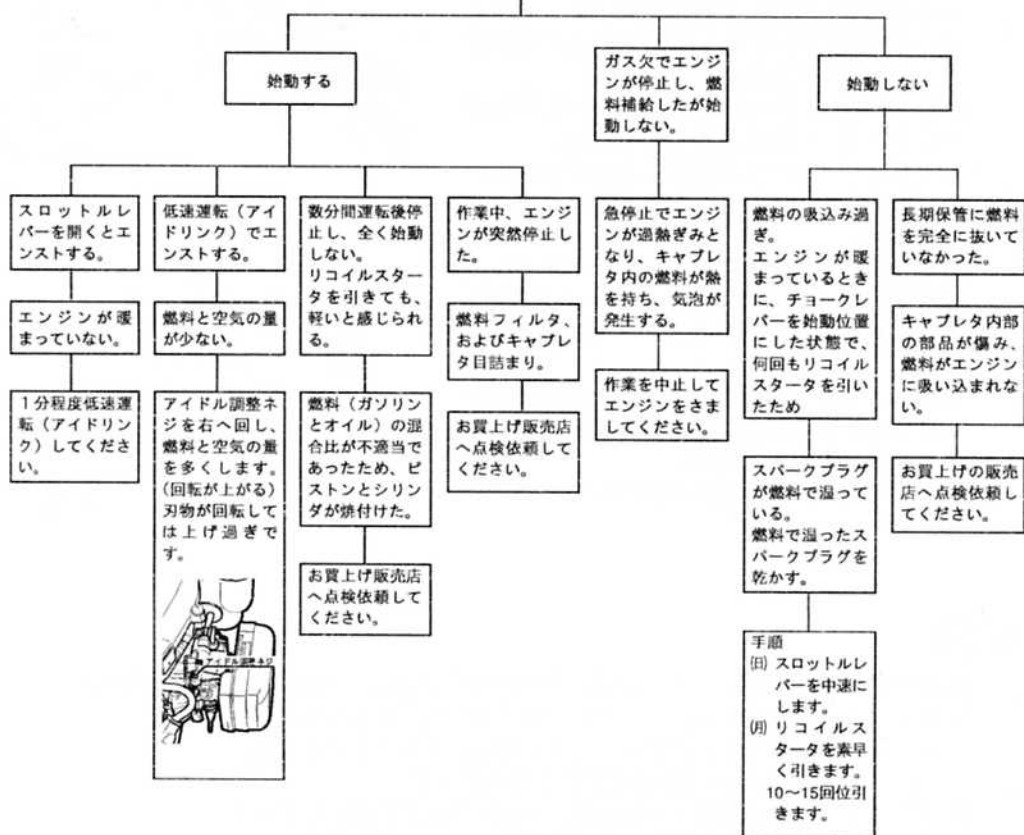 始動する
ガス欠でエンジ
ンが停止し、燃
料補給したが始
動しない。
始動しない
スロットルレ
バーを開くとエ
ンストする。
エンジンが暖
まっていない。
１分程度低速運
転（アイドリン
ク）してくださ
い。
低速運転（アイ
ドリンク）でエ
ンストする。
燃料と空気の量
が少ない。
アイドル調整ネ
ジを右へ回し、
燃料と空気の量
を多くします。
（回転が上がる）
刃物が回転して
は上げ過ぎで
す。
アイドル調整ネジ
数分間運転後停
止し、全く始動
しない。
リコイルスター
タを引きても、
軽いと感じられ
る。
燃料（ガソリン
とオイル）の混
合比が不適当で
あったため、ピ
ストンとシリン
ダが焼付けた。
お買上げ販売店
へ点検依頼して
ください。
作業中、エンジ
ンが突然停止し
た。
燃料フィルタ、
およびキャブレ
タ目詰まり。
お買上げ販売店
へ点検依頼して
ください。
急停止でエンジ
ンが過熱ぎみと
なり、キャブレ
タ内の燃料が熱
を持ち、気泡が
発生する。
作業を中止して
エンジンをさま
してください。
燃料の吸込み過
ぎ。
エンジンが暖
まっているとき
に、チョークレ
バーを始動位置
にした状態で、
何回もリコイル
スタータを引い
たため
スパークプラグ
が燃料で湿って
いる。
燃料で湿ったス
パークプラグを
乾かす。
手順
㈰ スロットルレ
バーを中速に
します。
㈪ リコイルス
タータを素早
く引きます。
10～15回位引
きます。
長期保管に燃料
を完全に抜いて
いなかった。
キャブレタ内部
の部品が傷み、
燃料がエンジン
に吸い込まれな
い。
お買上げの販売
店へ点検依頼し
てください。